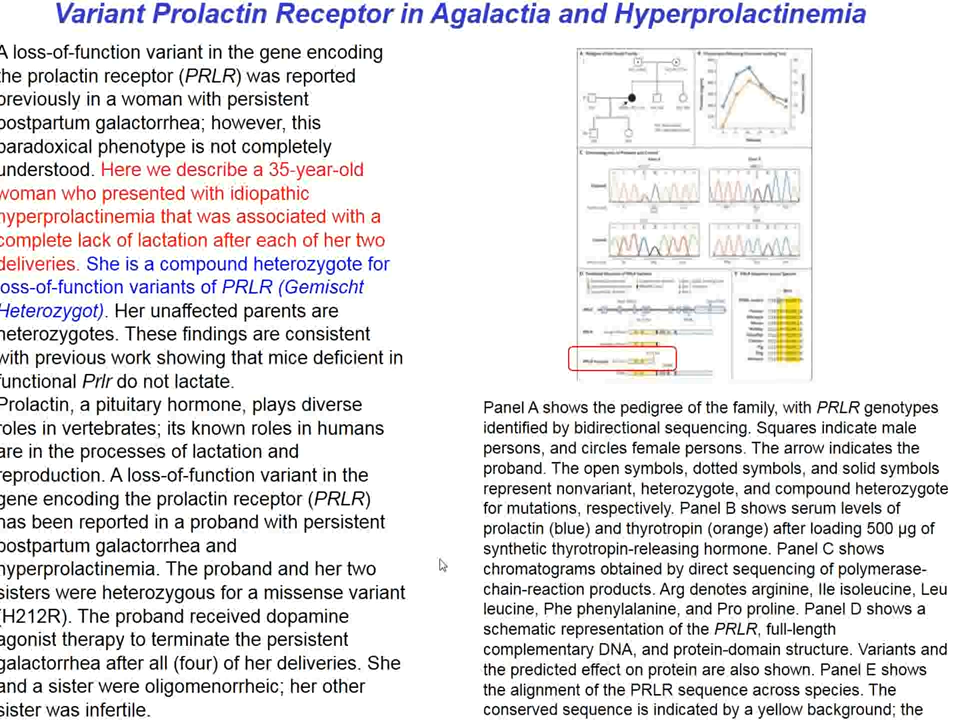 Variant Prolactin Receptor in Agalactia and Hyperprolactinemia
A loss-of-function variant in the gene encoding
the prolactin receptor (PRLR) was reported
previously in a woman with persistent
postpartum galactorrhea; however, this
paradoxical phenotype is not completely
understood. Here we describe a 35-year-old
woman who presented with idiopathic
hyperprolactinemia that was associated with a
complete lack of lactation after each of her two
deliveries. She is a compound heterozygote for
loss-of-function variants of PRLR (Gemischt
Heterozygot). Her unaffected parents are
heterozygotes. These findings are consistent
with previous work showing that mice deficient in
functional Prlr do not lactate.
Prolactin, a pituitary hormone, plays diverse
roles in vertebrates; its known roles in humans
are in the processes of lactation and
reproduction. A loss-of-function variant in the
gene encoding the prolactin receptor (PRLR)
has been reported in a proband with persistent
postpartum galactorrhea and
hyperprolactinemia. The proband and her two
sisters were heterozygous for a missense variant
(H212R). The proband received dopamine
agonist therapy to terminate the persistent
galactorrhea after all (four) of her deliveries. She
and a sister were oligomenorrheic; her other
sister was infertile.
Panel A shows the pedigree of the family, with PRLR genotypes
identified by bidirectional sequencing. Squares indicate male
persons, and circles female persons. The arrow indicates the
proband. The open symbols, dotted symbols, and solid symbols
represent nonvariant, heterozygote, and compound heterozygote
for mutations, respectively. Panel B shows serum levels of
prolactin (blue) and thyrotropin (orange) after loading 500 μg of
synthetic thyrotropin-releasing hormone. Panel C shows
chromatograms obtained by direct sequencing of polymerase-
chain-reaction products. Arg denotes arginine, Ile isoleucine, Leu
leucine, Phe phenylalanine, and Pro proline. Panel D shows a
schematic representation of the PRLR, full-length
complementary DNA, and protein-domain structure. Variants and
the predicted effect on protein are also shown. Panel E shows
the alignment of the PRLR sequence across species. The
conserved sequence is indicated by a yellow background; the